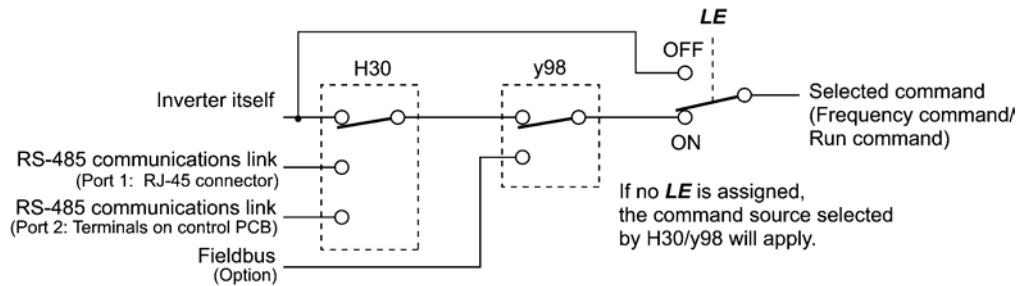 LE
OFF
H30
y98
Inverter itself
Selected command
(Frequency command/
Run command)
ON
RS-485 communications link
(Port 1: RJ-45 connector)
RS-485 communications link
(Port 2: Terminals on control PCB)
If no LE is assigned,
the command source selected
by H30/y98 will apply.
Fieldbus
(Option)